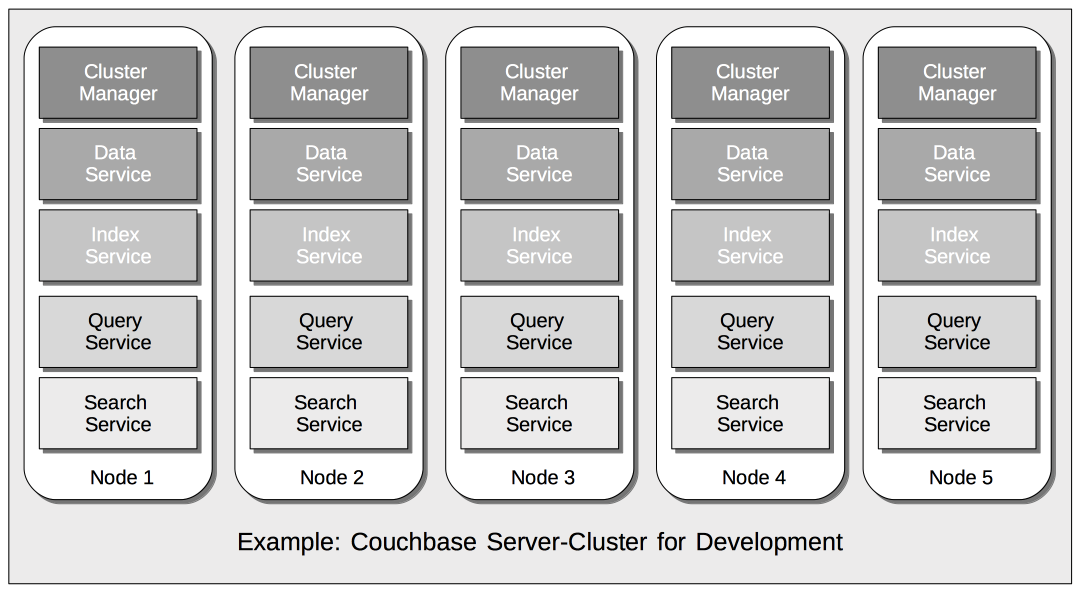 Cluster
Manager
Data
Service
Index
Service
Query
Service
Search
Service
Node 1
Cluster
Manager
Data
Service
Index
Service
Query
Service
Search
Service
Node 2
Cluster
Manager
Data
Service
Index
Service
Query
Service
Search
Service
Node 3
Cluster
Manager
Data
Service
Index
Service
Query
Service
Search
Service
Node 4
Cluster
Manager
Data
Service
Index
Service
Query
Service
Search
Service
Node 5
Example: Couchbase Server-Cluster for Development